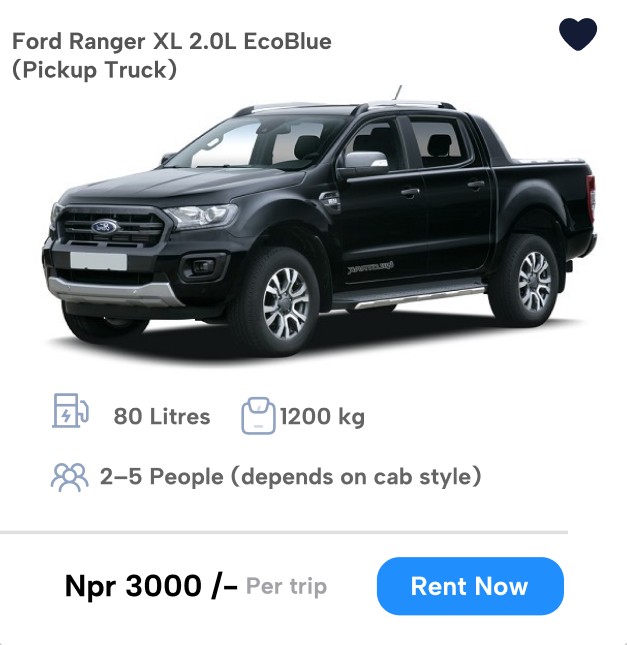 Ford Ranger XL 2.0L EcoBlue
(Pickup Truck)
Ford
80 Litres
1200 kg
2–5 People (depends on cab style)
Npr 3000 /- Per trip
Rent Now